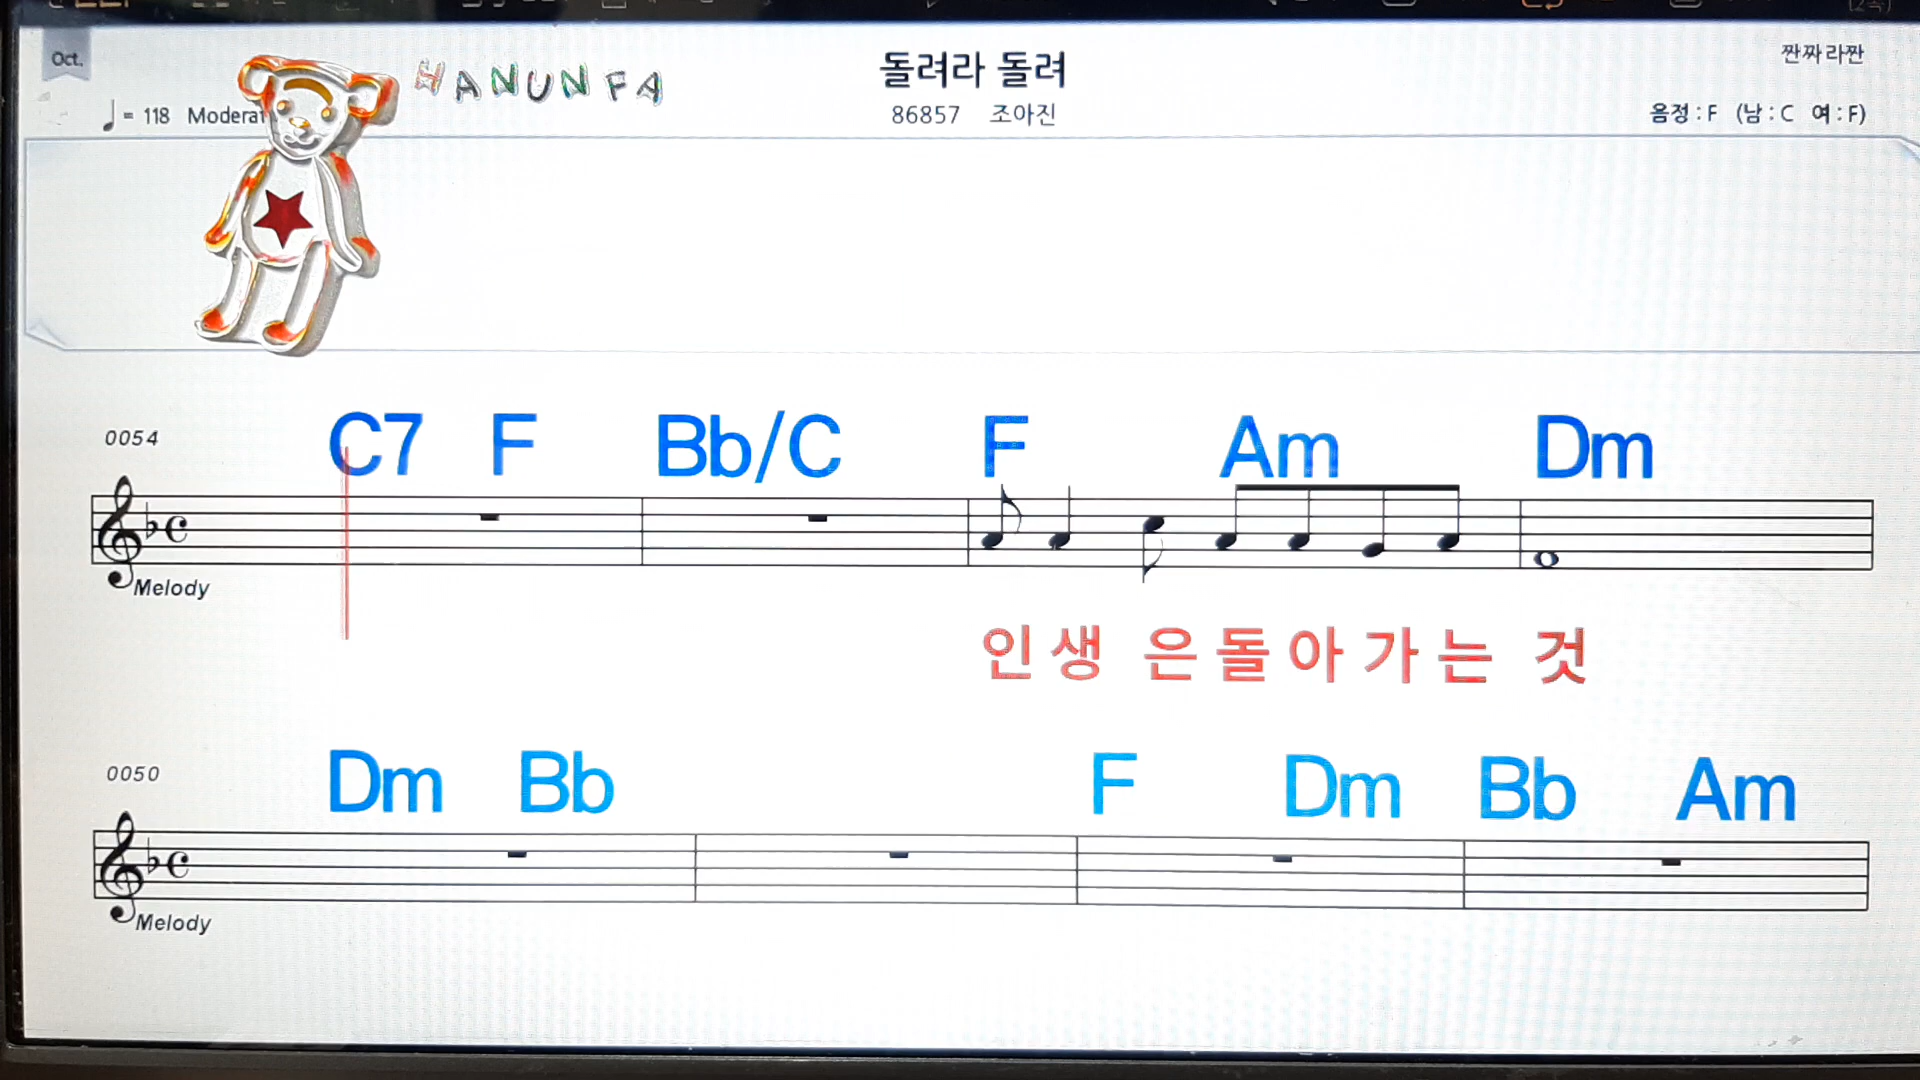 Oct.
HANUNFA
돌려라 돌려
짠짜라짠
♩= 118 Moderat
86857 조아진
음정 : F (남 : C 여 : F)
0054
C7 F Bb/C F Am Dm
Melody
인 생 은 돌 아 가 는 것
0050
Dm Bb F Dm Bb Am
Melody